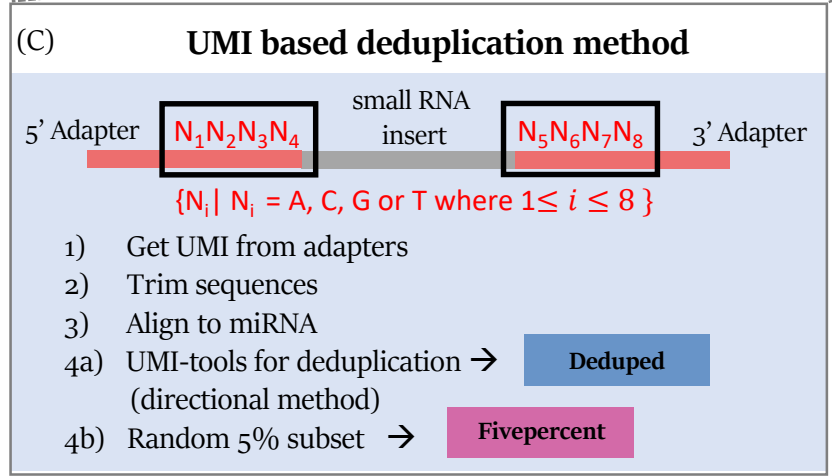 (C) UMI based deduplication method
small RNA
5' Adapter N₁N₂N₃N₄ insert N₅N₆N₇N₈ 3' Adapter
{Nᵢ| Nᵢ = A, C, G or T where 1≤ i ≤ 8 }
1) Get UMI from adapters
2) Trim sequences
3) Align to miRNA
4a) UMI-tools for deduplication → Deduped
(directional method)
4b) Random 5% subset → Fivepercent